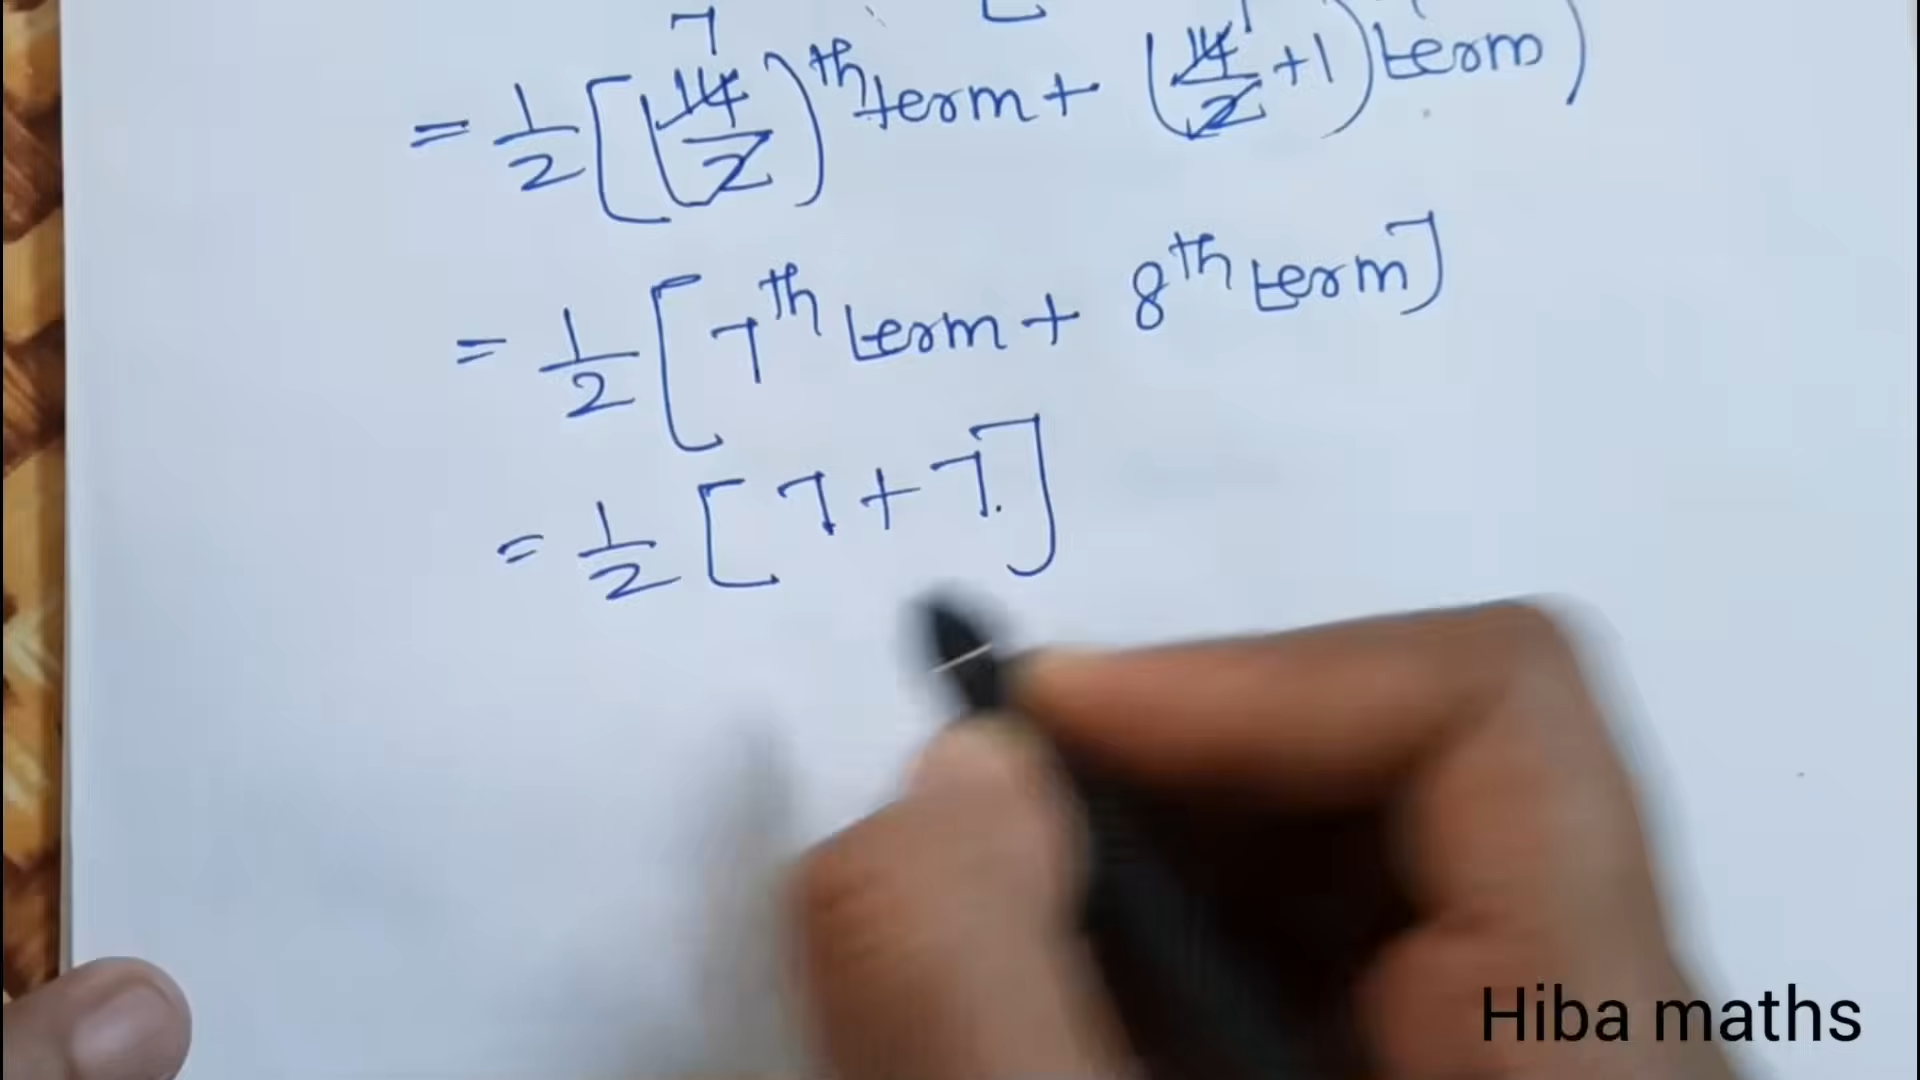 7
= 1/2 [(14/2)th term + (14/2 + 1) term)
= 1/2 [7th term + 8th term]
= 1/2 [7 + 7.]
Hiba maths